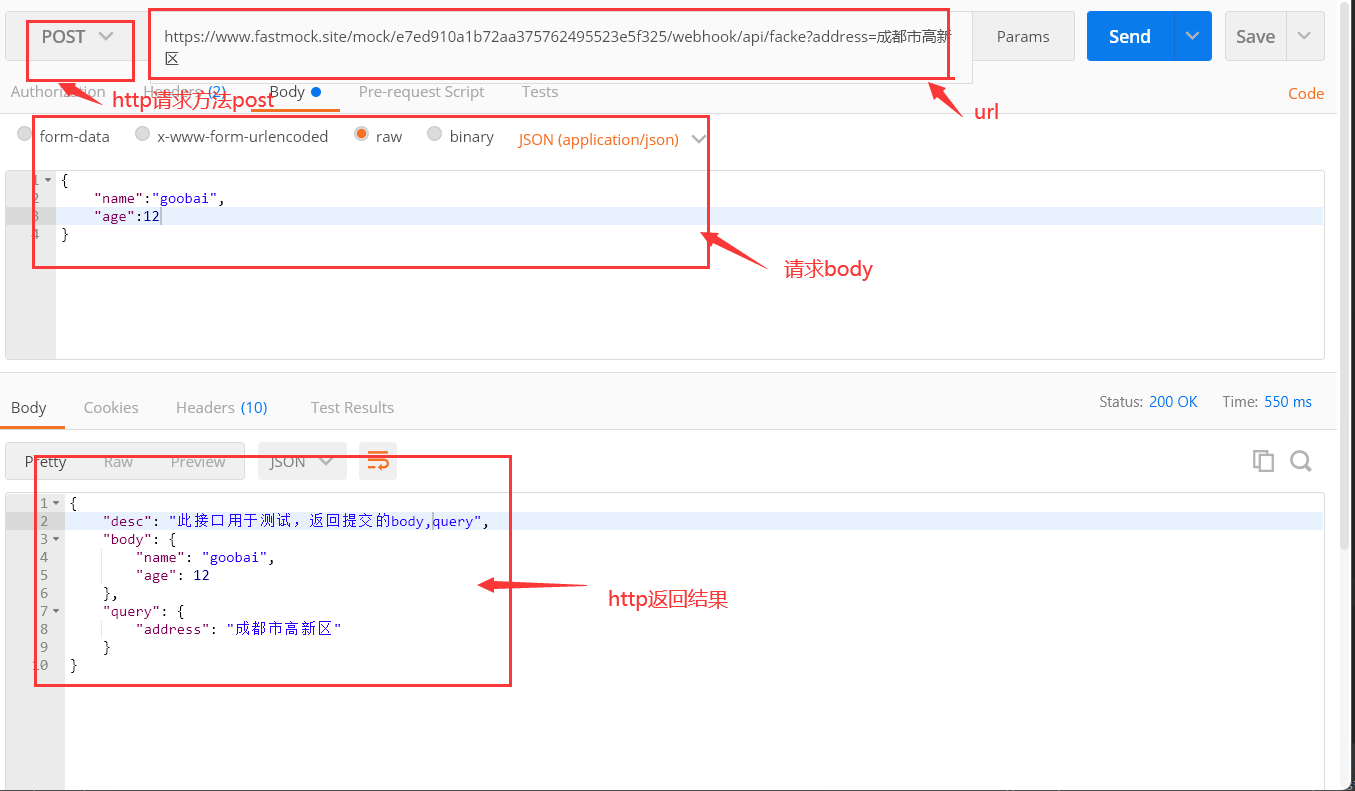 POST
https://www.fastmock.site/mock/e7ed910a1b72aa375762495523e5f325/webhook/api/facke?address=成都市高新
区
Params
Send
Save
Authorization
Headers (2)
Body
Pre-request Script
Tests
Code
http请求方法post
url
form-data
x-www-form-urlencoded
raw
binary
JSON (application/json)
1 {
2 "name":"goobai",
3 "age":12
4 }
请求body
Body
Cookies
Headers (10)
Test Results
Status: 200 OK
Time: 550 ms
Pretty
Raw
Preview
JSON
1 {
2 "desc": "此接口用于测试，返回提交的body,query",
3 "body": {
4 "name": "goobai",
5 "age": 12
6 },
7 "query": {
8 "address": "成都市高新区"
9 }
10 }
http返回结果